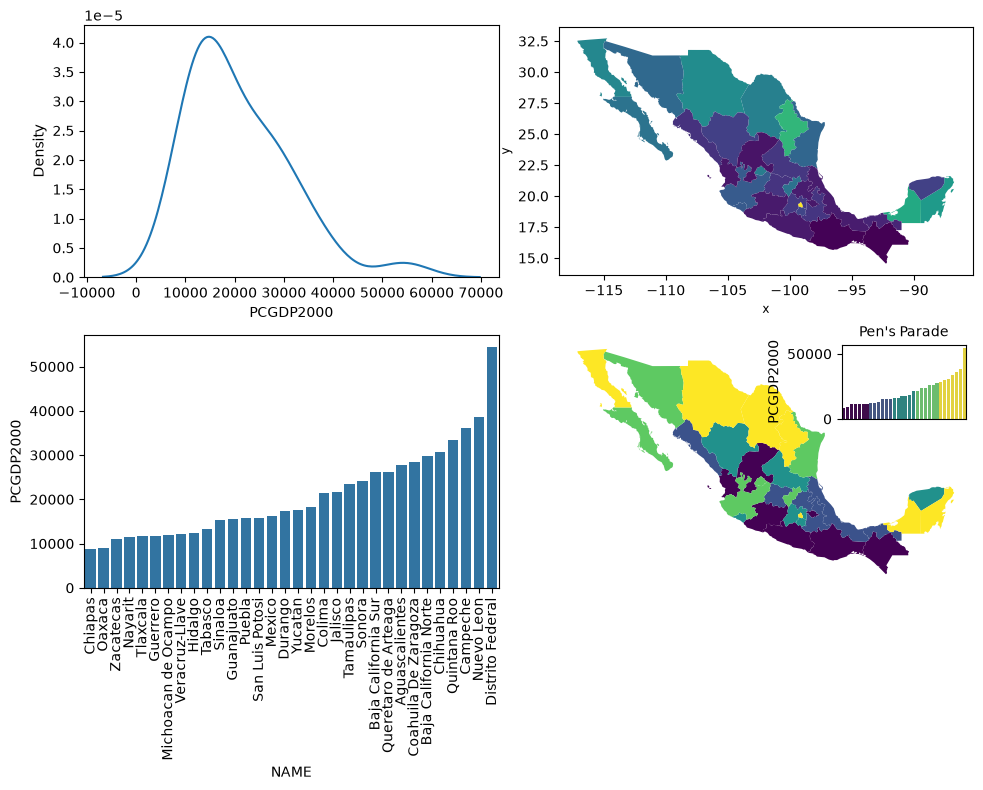 1e−5
4.0
3.5
3.0
2.5
2.0
1.5
1.0
0.5
0.0
Density
−10000 0 10000 20000 30000 40000 50000 60000 70000
PCGDP2000
32.5
30.0
27.5
25.0
22.5
20.0
17.5
15.0
y
−115 −110 −105 −100 −95 −90
x
50000
40000
30000
20000
10000
0
PCGDP2000
Chiapas
Oaxaca
Zacatecas
Nayarit
Tlaxcala
Guerrero
Michoacan de Ocampo
Veracruz-Llave
Hidalgo
Tabasco
Sinaloa
Guanajuato
Puebla
San Luis Potosi
Mexico
Durango
Yucatán
Morelos
Colima
Jalisco
Tamaulipas
Sonora
Baja California Sur
Queretaro de Arteaga
Aguascalientes
Coahuila De Zaragoza
Baja California Norte
Chihuahua
Quintana Roo
Campeche
Nuevo Leon
Distrito Federal
NAME
Pen's Parade
50000
0
PCGDP2000